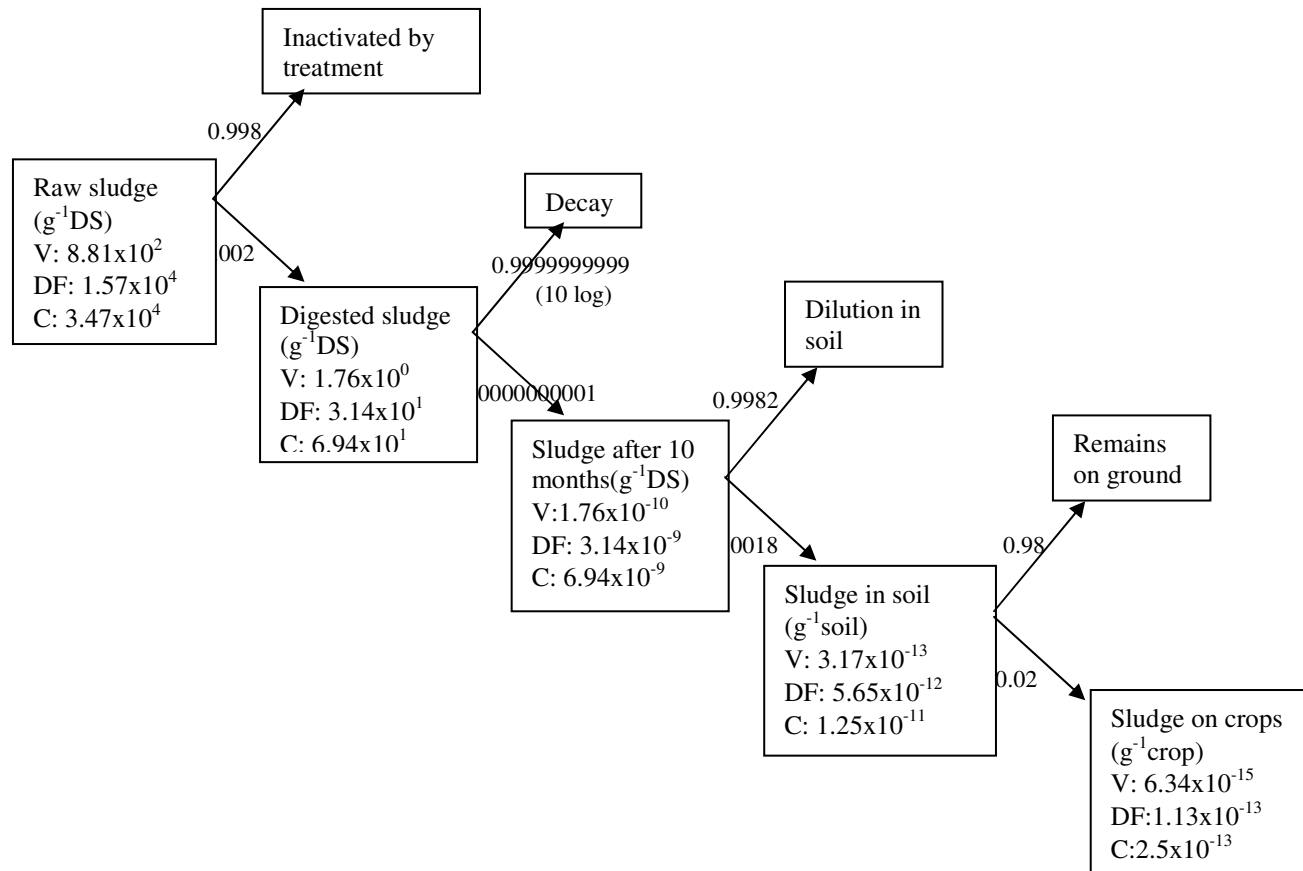 Inactivated by
treatment
0.998
Raw sludge
(g⁻¹DS)
V: 8.81x10²
DF: 1.57x10⁴
C: 3.47x10⁴
002
Decay
0.9999999999
(10 log)
Digested sludge
(g⁻¹DS)
V: 1.76x10⁰
DF: 3.14x10¹
C: 6.94x10¹
0000000001
Dilution in
soil
0.9982
Sludge after 10
months(g⁻¹DS)
V:1.76x10⁻¹⁰
DF: 3.14x10⁻⁹
C: 6.94x10⁻⁹
0018
Remains
on ground
0.98
Sludge in soil
(g⁻¹soil)
V: 3.17x10⁻¹³
DF: 5.65x10⁻¹²
C: 1.25x10⁻¹¹
0.02
Sludge on crops
(g⁻¹crop)
V: 6.34x10⁻¹⁵
DF:1.13x10⁻¹³
C:2.5x10⁻¹³